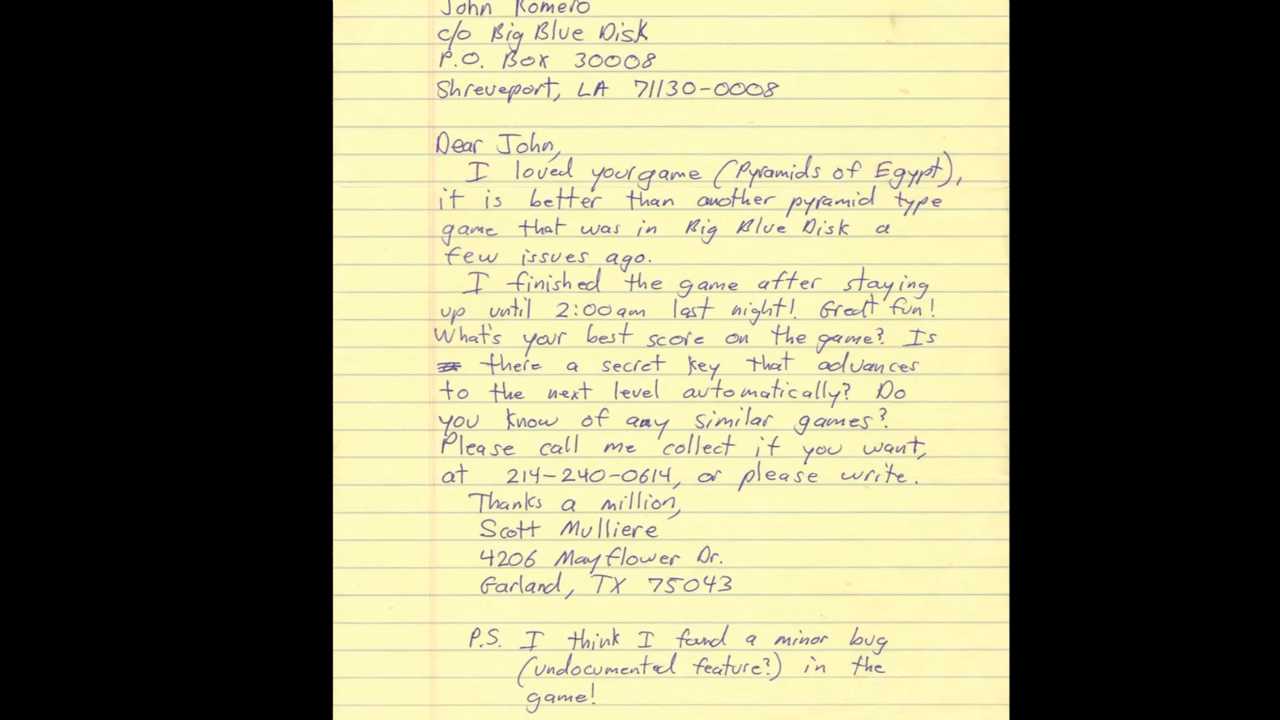 John Romero
c/o Big Blue Disk
P.O. Box 30008
Shreveport, LA 71130-0008
Dear John,
I loved your game (Pyramids of Egypt),
it is better than another pyramid type
game that was in Big Blue Disk a
few issues ago.
I finished the game after staying
up until 2:00am last night! Great fun!
What's your best score on the game? Is
there a secret key that advances
to the next level automatically? Do
you know of any similar games?
Please call me collect if you want,
at 214-240-0614, or please write.
Thanks a million,
Scott Mulliere
4206 Mayflower Dr.
Garland, TX 75043
P.S. I think I found a minor bug
(undocumented feature?) in the
game!